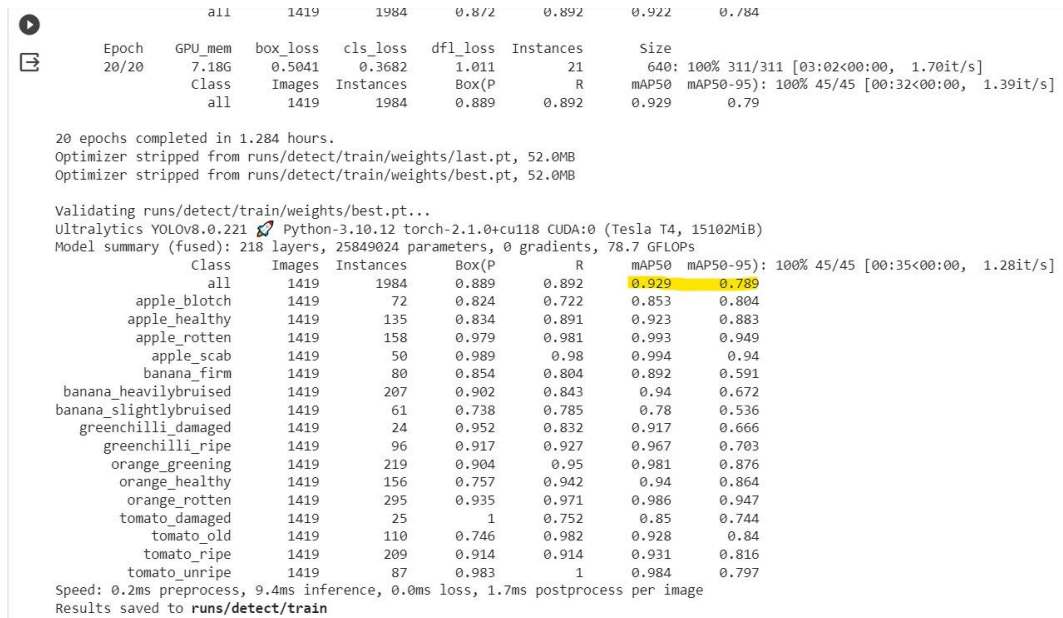 all 1419 1984 0.872 0.892 0.922 0.784
Epoch GPU_mem box_loss cls_loss dfl_loss Instances Size
20/20 7.18G 0.5041 0.3682 1.011 21 640: 100% 311/311 [03:02<00:00, 1.70it/s]
Class Images Instances Box(P R mAP50 mAP50-95): 100% 45/45 [00:32<00:00, 1.39it/s]
all 1419 1984 0.889 0.892 0.929 0.79
20 epochs completed in 1.284 hours.
Optimizer stripped from runs/detect/train/weights/last.pt, 52.0MB
Optimizer stripped from runs/detect/train/weights/best.pt, 52.0MB
Validating runs/detect/train/weights/best.pt...
Ultralytics YOLOv8.0.221 🚀 Python-3.10.12 torch-2.1.0+cu118 CUDA:0 (Tesla T4, 15102MiB)
Model summary (fused): 218 layers, 25849024 parameters, 0 gradients, 78.7 GFLOPs
Class Images Instances Box(P R mAP50 mAP50-95): 100% 45/45 [00:35<00:00, 1.28it/s]
all 1419 1984 0.889 0.892 0.929 0.789
apple_blotch 1419 72 0.824 0.722 0.853 0.804
apple_healthy 1419 135 0.834 0.891 0.923 0.883
apple_rotten 1419 158 0.979 0.981 0.993 0.949
apple_scab 1419 50 0.989 0.98 0.994 0.94
banana_firm 1419 80 0.854 0.804 0.892 0.591
banana_heavilybruised 1419 207 0.902 0.843 0.94 0.672
banana_slightlybruised 1419 61 0.738 0.785 0.78 0.536
greenchilli_damaged 1419 24 0.952 0.832 0.917 0.666
greenchilli_ripe 1419 96 0.917 0.927 0.967 0.703
orange_greening 1419 219 0.904 0.95 0.981 0.876
orange_healthy 1419 156 0.757 0.942 0.94 0.864
orange_rotten 1419 295 0.935 0.971 0.986 0.947
tomato_damaged 1419 25 1 0.752 0.85 0.744
tomato_old 1419 110 0.746 0.982 0.928 0.84
tomato_ripe 1419 209 0.914 0.914 0.931 0.816
tomato_unripe 1419 87 0.983 1 0.984 0.797
Speed: 0.2ms preprocess, 9.4ms inference, 0.0ms loss, 1.7ms postprocess per image
Results saved to runs/detect/train